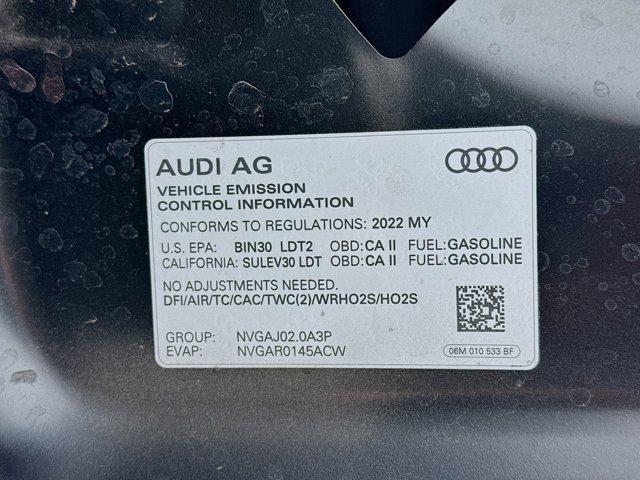 AUDI AG
VEHICLE EMISSION
CONTROL INFORMATION
CONFORMS TO REGULATIONS: 2022 MY
U.S. EPA: BIN30 LDT2 OBD: CA II FUEL: GASOLINE
CALIFORNIA: SULEV30 LDT OBD: CA II FUEL: GASOLINE
NO ADJUSTMENTS NEEDED.
DFI/AIR/TC/CAC/TWC(2)/WRHO2S/HO2S
GROUP: NVGAJ02.0A3P
EVAP: NVGAR0145ACW
06M 010 533 BF